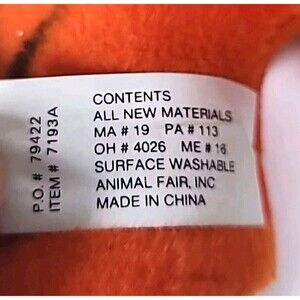 CONTENTS
ALL NEW MATERIALS
MA # 19 PA # 113
OH # 4026 ME # 16
SURFACE WASHABLE
ANIMAL FAIR, INC
MADE IN CHINA
P.O. # 79422
ITEM # 7193A